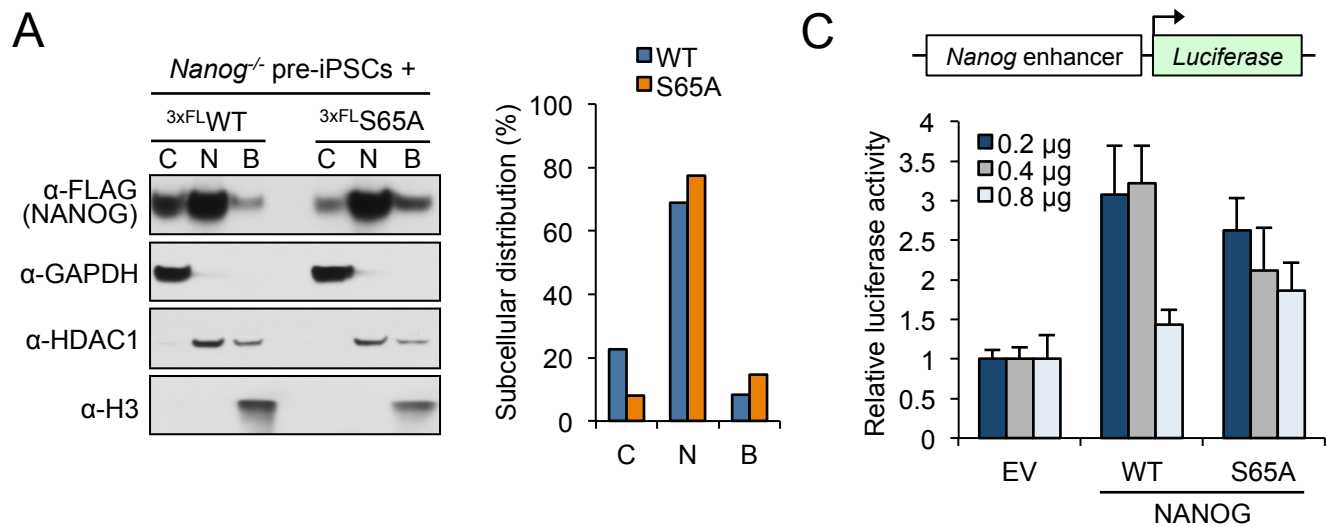 A
Nanog-/- pre-iPSCs +
3xFLWT 3xFLS65A
C N B C N B
α-FLAG
(NANOG)
α-GAPDH
α-HDAC1
α-H3
WT
S65A
Subcellular distribution (%)
100
80
60
40
20
0
C N B
C
Nanog enhancer Luciferase
Relative luciferase activity
4
3.5
3
2.5
2
1.5
1
0.5
0
0.2 µg
0.4 µg
0.8 µg
EV WT S65A
NANOG